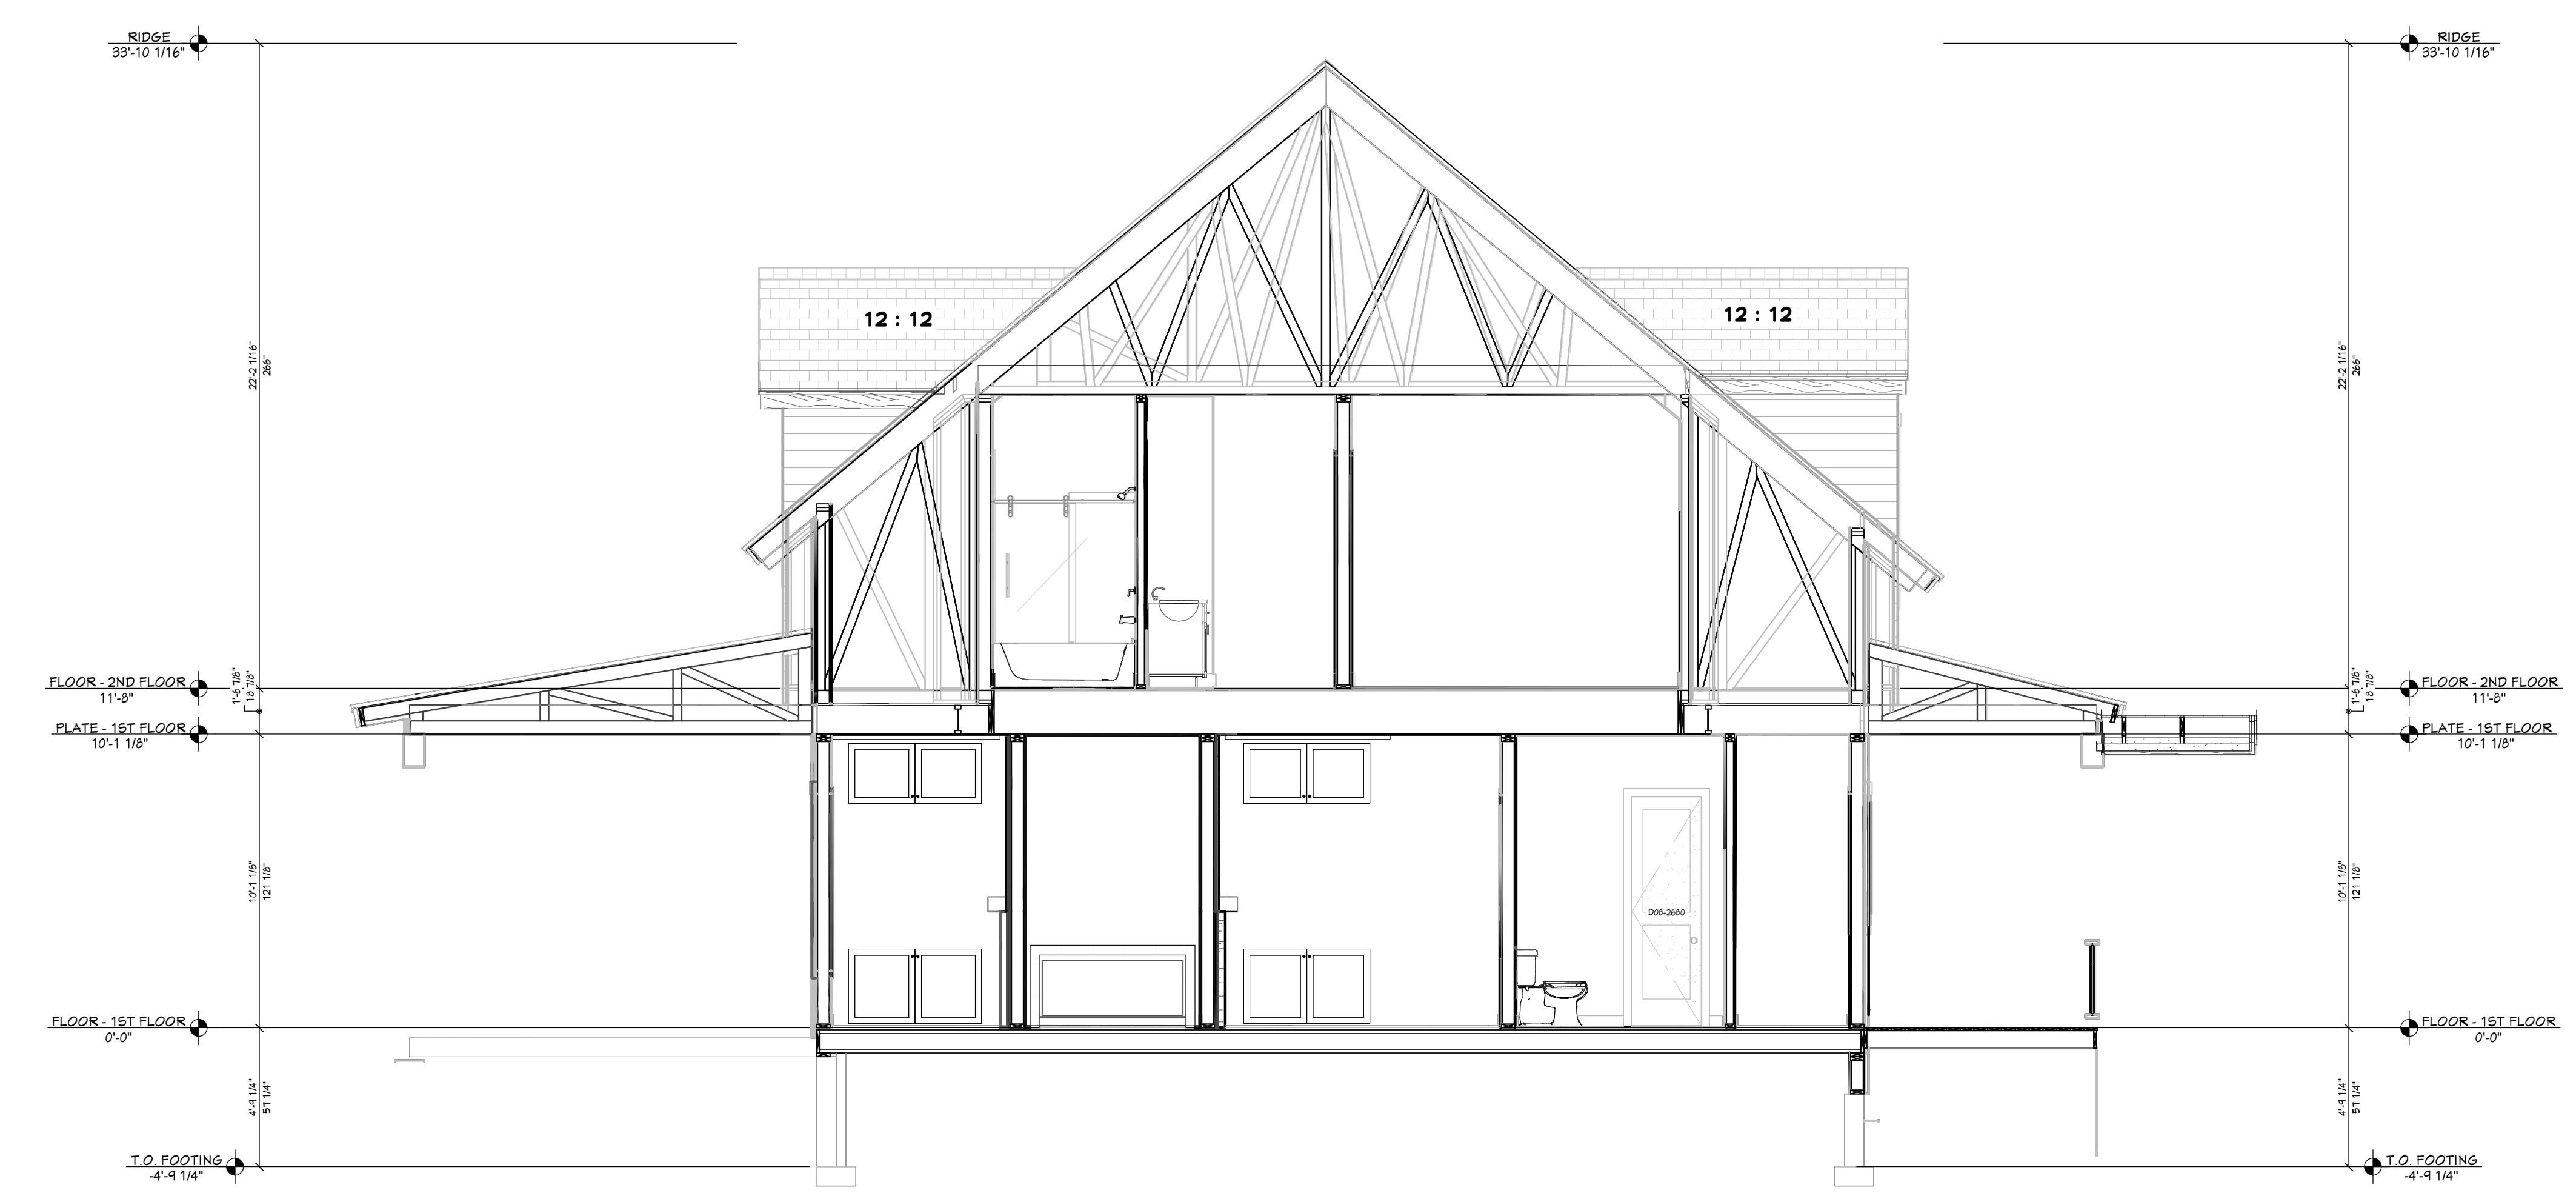 RIDGE
33'-10 1/16"
RIDGE
33'-10 1/16"
12 : 12
12 : 12
22'-2 1/16"
266"
22'-2 1/16"
266"
FLOOR - 2ND FLOOR
11'-8"
1'-6 7/8"
18 7/8"
1'-6 7/8"
18 7/8"
FLOOR - 2ND FLOOR
11'-8"
PLATE - 1ST FLOOR
10'-1 1/8"
PLATE - 1ST FLOOR
10'-1 1/8"
10'-1 1/8"
121 1/8"
D08-2680
10'-1 1/8"
121 1/8"
FLOOR - 1ST FLOOR
0'-0"
FLOOR - 1ST FLOOR
0'-0"
4'-9 1/4"
57 1/4"
4'-9 1/4"
57 1/4"
T.O. FOOTING
-4'-9 1/4"
T.O. FOOTING
-4'-9 1/4"